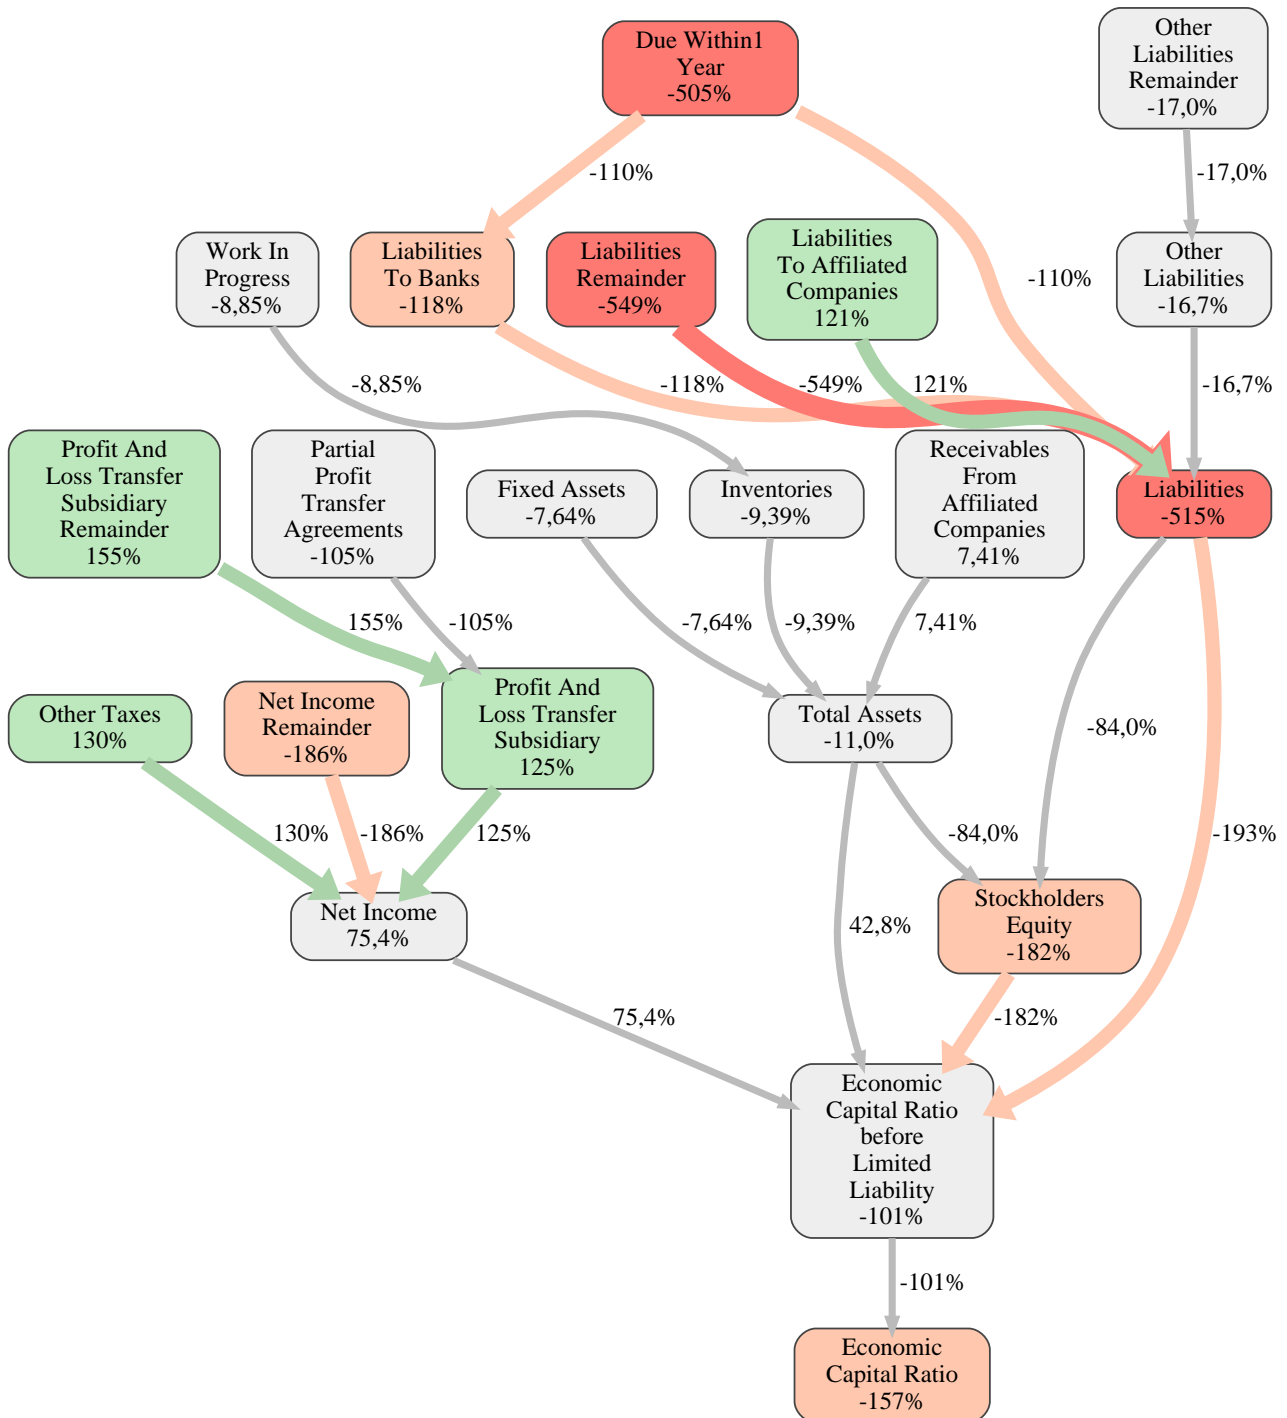 Due Within1
Year
-505%
Other
Liabilities
Remainder
-17,0%
-110%
-17,0%
Work In
Progress
-8,85%
Liabilities
To Banks
-118%
Liabilities
Remainder
-549%
Liabilities
To Affiliated
Companies
121%
-110%
Other
Liabilities
-16,7%
-8,85%
-118%
-549%
121%
-16,7%
Profit And
Loss Transfer
Subsidiary
Remainder
155%
Partial
Profit
Transfer
Agreements
-105%
Fixed Assets
-7,64%
Inventories
-9,39%
Receivables
From
Affiliated
Companies
7,41%
Liabilities
-515%
155%
-105%
-7,64%
-9,39%
7,41%
Other Taxes
130%
Net Income
Remainder
-186%
Profit And
Loss Transfer
Subsidiary
125%
Total Assets
-11,0%
-84,0%
130%
-186%
125%
-84,0%
-193%
Net Income
75,4%
42,8%
Stockholders
Equity
-182%
75,4%
-182%
Economic
Capital Ratio
before
Limited
Liability
-101%
-101%
Economic
Capital Ratio
-157%